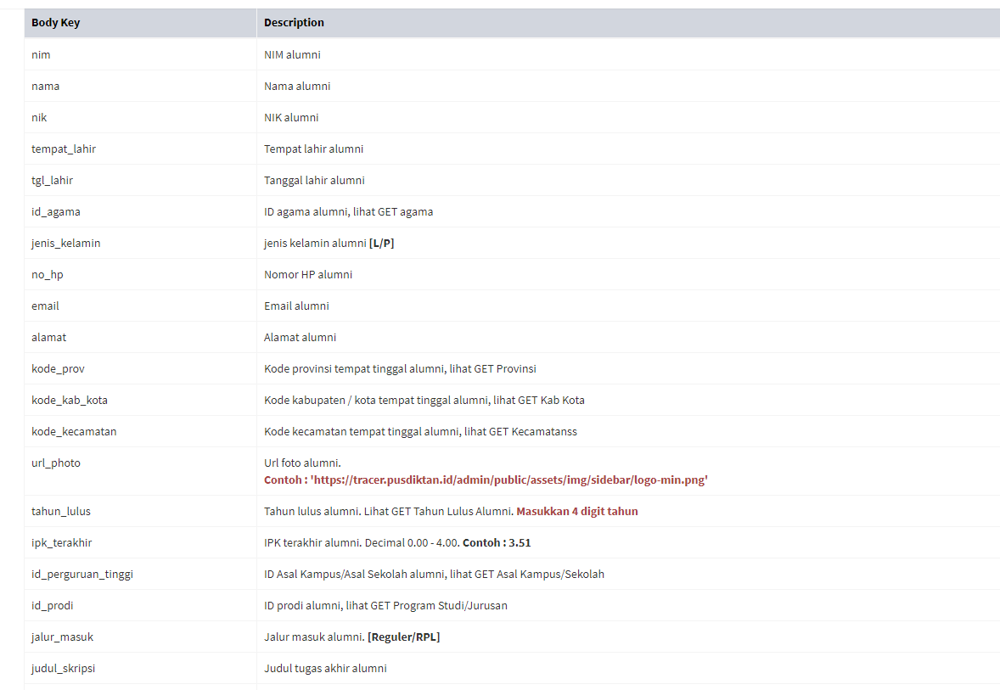 Body Key Description
nim NIM alumni
nama Nama alumni
nik NIK alumni
tempat_lahir Tempat lahir alumni
tgl_lahir Tanggal lahir alumni
id_agama ID agama alumni, lihat GET agama
jenis_kelamin jenis kelamin alumni [L/P]
no_hp Nomor HP alumni
email Email alumni
alamat Alamat alumni
kode_prov Kode provinsi tempat tinggal alumni, lihat GET Provinsi
kode_kab_kota Kode kabupaten / kota tempat tinggal alumni, lihat GET Kab Kota
kode_kecamatan Kode kecamatan tempat tinggal alumni, lihat GET Kecamatanss
url_photo Url foto alumni.
Contoh : 'https://tracer.pusdiktan.id/admin/public/assets/img/sidebar/logo-min.png'
tahun_lulus Tahun lulus alumni. Lihat GET Tahun Lulus Alumni. Masukkan 4 digit tahun
ipk_terakhir IPK terakhir alumni. Decimal 0.00 - 4.00. Contoh : 3.51
id_perguruan_tinggi ID Asal Kampus/Asal Sekolah alumni, lihat GET Asal Kampus/Sekolah
id_prodi ID prodi alumni, lihat GET Program Studi/Jurusan
jalur_masuk Jalur masuk alumni. [Reguler/RPL]
judul_skripsi Judul tugas akhir alumni